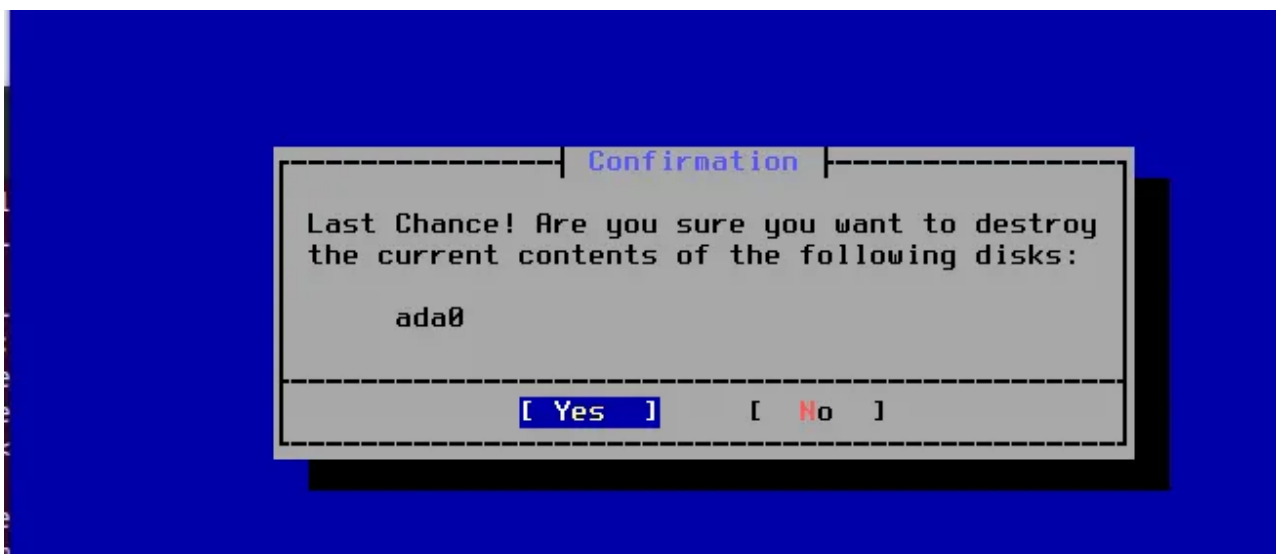 Confirmation
Last Chance! Are you sure you want to destroy
the current contents of the following disks:
ada0
[ Yes ] [ No ]